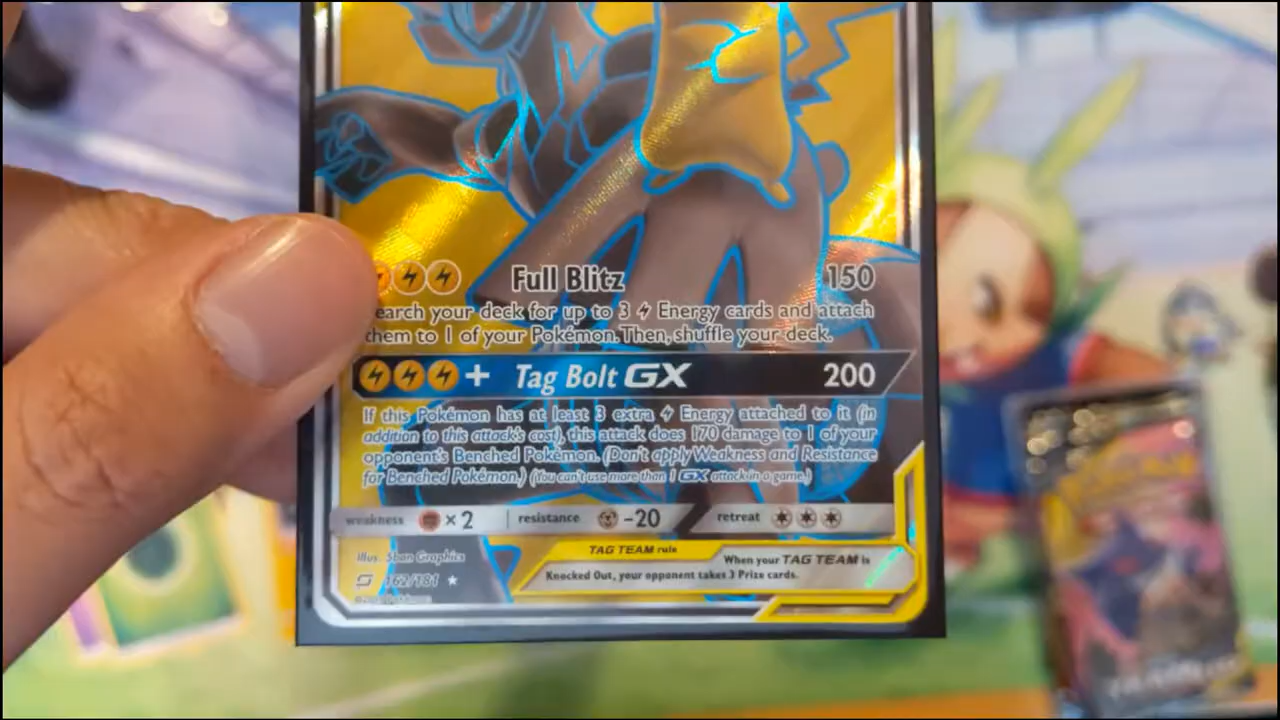 Full Blitz 150
earch your deck for up to 3 Energy cards and attach
them to 1 of your Pokémon. Then, shuffle your deck.
+ Tag Bolt GX 200
If this Pokémon has at least 3 extra Energy attached to it (in
addition to this attack's cost), this attack does 170 damage to 1 of your
opponent's Benched Pokémon. (Don't apply Weakness and Resistance
for Benched Pokémon.) (You can't use more than 1 GX attack in a game.)
weakness ×2 resistance -20 retreat
Illus. 5ban Graphics
TAG TEAM rule When your TAG TEAM is
Knocked Out, your opponent takes 3 Prize cards.
162/181